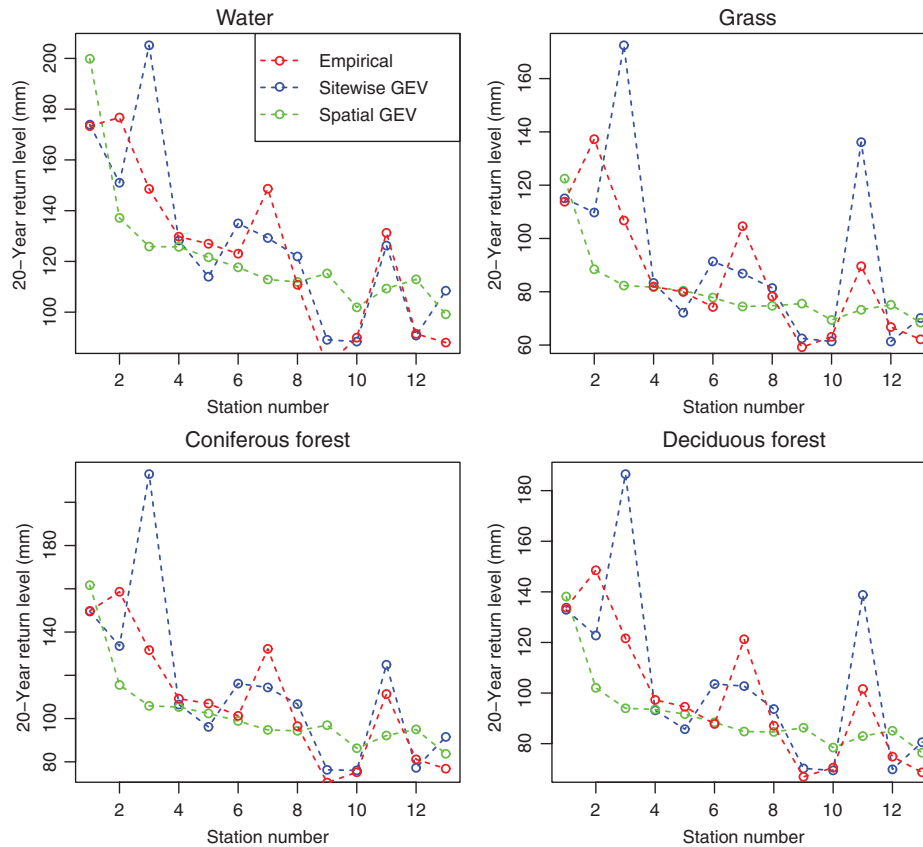 Water
20−Year return level (mm)
200
180
160
140
120
100
2 4 6 8 10 12
Station number
Empirical
Sitewise GEV
Spatial GEV
Grass
20−Year return level (mm)
160
140
120
100
80
60
2 4 6 8 10 12
Station number
Coniferous forest
20−Year return level (mm)
180
140
100
80
2 4 6 8 10 12
Station number
Deciduous forest
20−Year return level (mm)
180
160
140
120
100
80
2 4 6 8 10 12
Station number